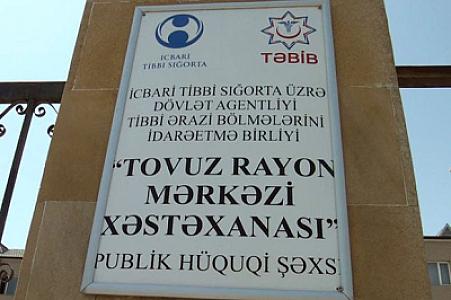 İCBARİ
TİBBİ SIĞORTA
TƏBİB
İCBARİ TİBBİ SIĞORTA ÜZRƏ
DÖVLƏT AGENTLİYİ
TİBBİ ƏRAZİ BÖLMƏLƏRİNİ
İDARƏETMƏ BİRLİYİ
“TOVUZ RAYON
MƏRKƏZİ
XƏSTƏXANASI”
PUBLİK HÜQUQİ ŞƏXS